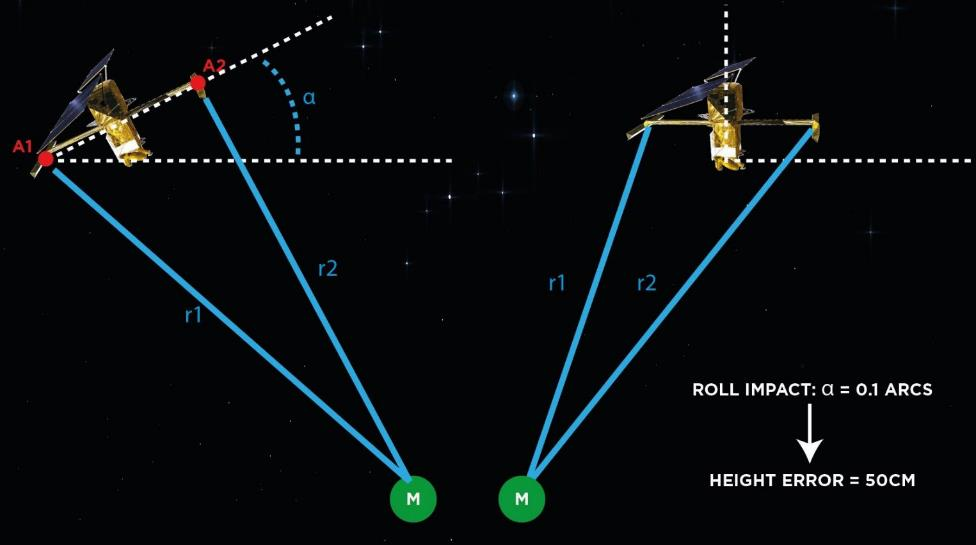 A2
α
A1
r2
r1
r1
r2
ROLL IMPACT: α = 0.1 ARCS
HEIGHT ERROR = 50CM
M
M